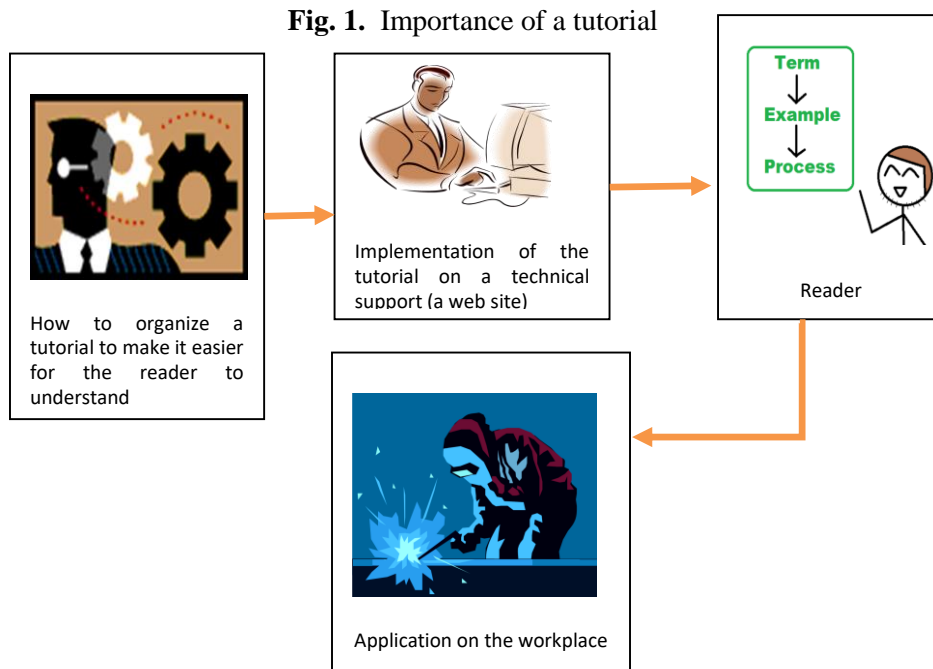 Fig. 1. Importance of a tutorial
How to organize a
tutorial to make it easier
for the reader to
understand
Implementation of the
tutorial on a technical
support (a web site)
Term
Example
Process
Reader
Application on the workplace